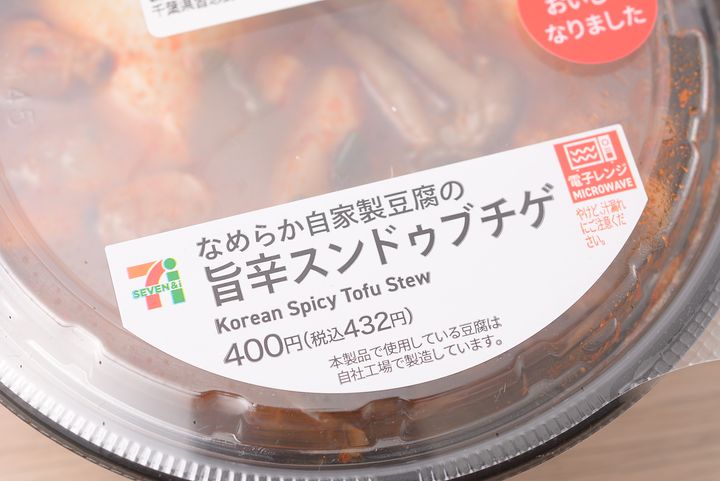 なりました
電子レンジ
MICROWAVE
やけど、汁漏れ
にご注意くだ
さい。
なめらか自家製豆腐の
旨辛スンドゥブチゲ
SEVEN&i
Korean Spicy Tofu Stew
400円(税込432円)
本製品で使用している豆腐は
自社工場で製造しています。